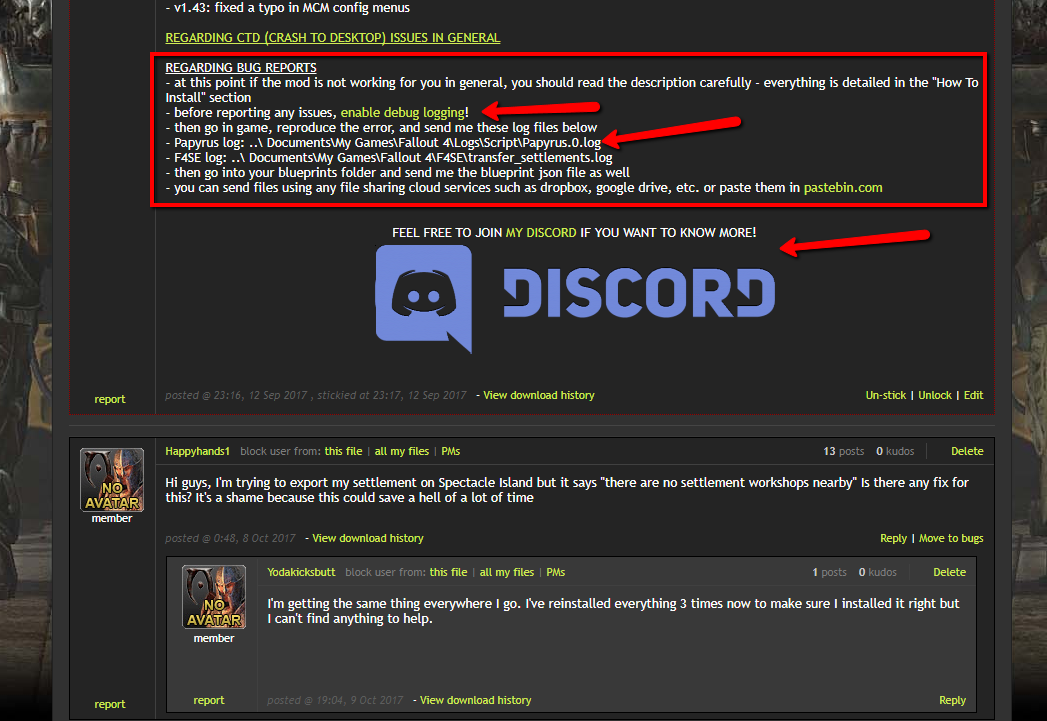 - v1.43: fixed a typo in MCM config menus
REGARDING CTD (CRASH TO DESKTOP) ISSUES IN GENERAL
REGARDING BUG REPORTS
- at this point if the mod is not working for you in general, you should read the description carefully - everything is detailed in the "How To
Install" section
- before reporting any issues, enable debug logging!
- then go in game, reproduce the error, and send me these log files below
- Papyrus log: ..\ Documents\My Games\Fallout 4\Logs\Script\Papyrus.0.log
- F4SE log: ..\ Documents\My Games\Fallout 4\F4SE\transfer_settlements.log
- then go into your blueprints folder and send me the blueprint json file as well
- you can send files using any file sharing cloud services such as dropbox, google drive, etc. or paste them in pastebin.com
FEEL FREE TO JOIN MY DISCORD IF YOU WANT TO KNOW MORE!
DISCORD
report
posted @ 23:16, 12 Sep 2017 , stickied at 23:17, 12 Sep 2017 - View download history
Un-stick | Unlock | Edit
Happyhands1 block user from: this file | all my files | PMs
13 posts 0 kudos
Delete
NO
AVATAR
member
Hi guys, I'm trying to export my settlement on Spectacle Island but it says "there are no settlement workshops nearby" Is there any fix for
this? It's a shame because this could save a hell of a lot of time
posted @ 0:48, 8 Oct 2017 - View download history
Reply | Move to bugs
Yodakicksbutt block user from: this file | all my files | PMs
1 posts 0 kudos
Delete
NO
AVATAR
member
I'm getting the same thing everywhere I go. I've reinstalled everything 3 times now to make sure I installed it right but
I can't find anything to help.
report
posted @ 19:04, 9 Oct 2017 - View download history
Reply
report